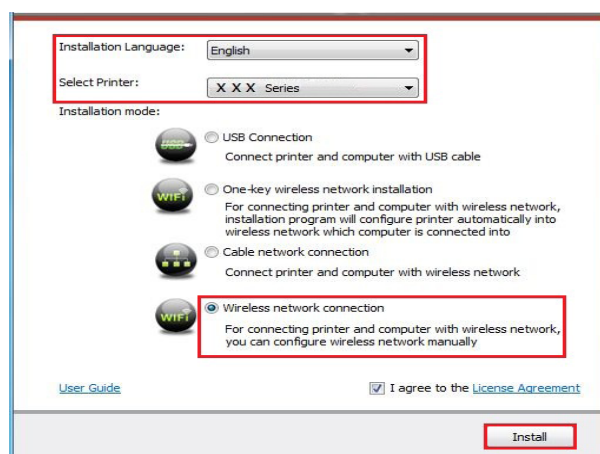 Installation Language: English
Select Printer: X X X Series
Installation mode:
USB USB Connection
Connect printer and computer with USB cable
WiFi One-key wireless network installation
For connecting printer and computer with wireless network,
installation program will configure printer automatically into
wireless network which computer is connected into
Cable network connection
Connect printer and computer with wireless network
WiFi Wireless network connection
For connecting printer and computer with wireless network,
you can configure wireless network manually
User Guide I agree to the License Agreement
Install